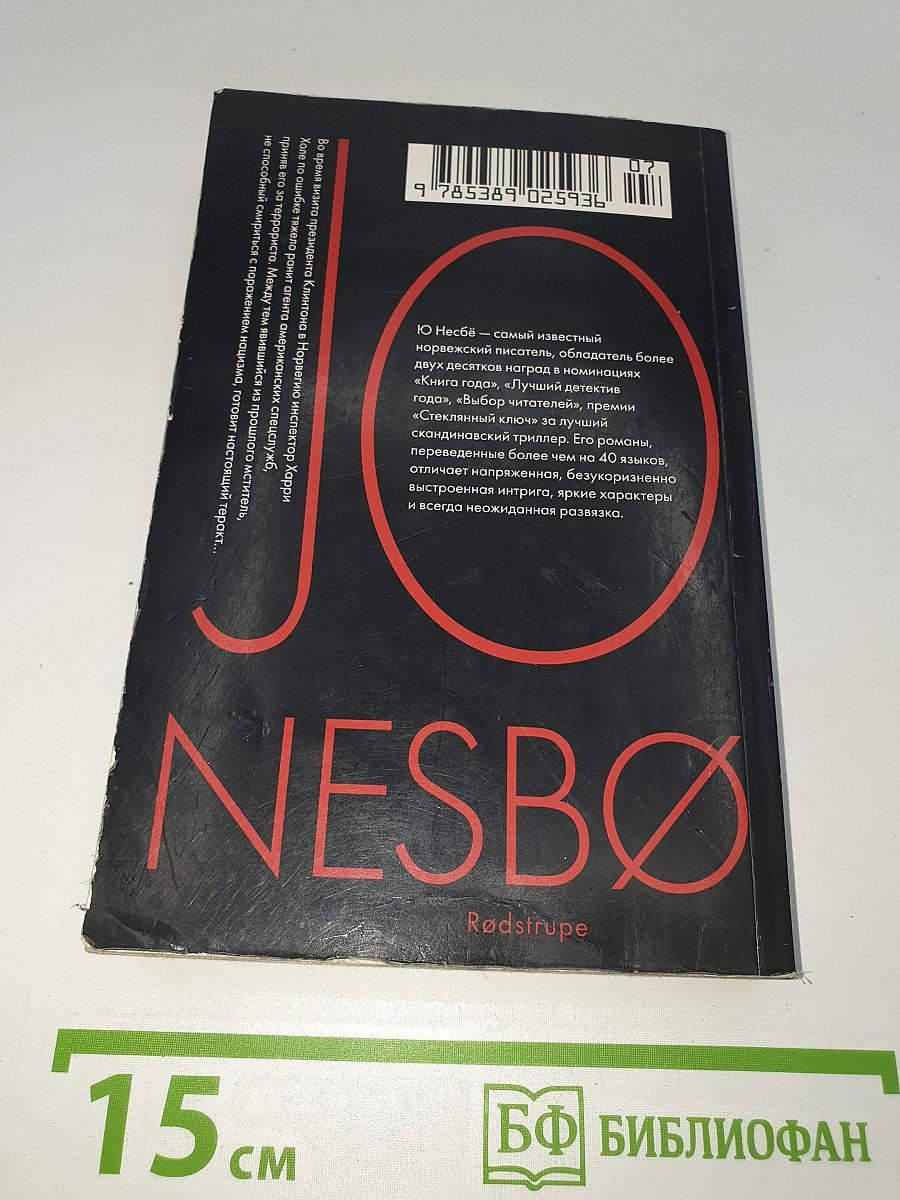 Во время визита президента Клинтона в Норвегию инспектор Харри
Холе по ошибке тяжело ранит агента американских спецслужб,
приняв его за террориста. Между тем явившийся из прошлого мститель,
не способный смириться с поражением нацизма, готовит настоящий теракт...
07
9 785389 025936
JO
Ю Несбё — самый известный
норвежский писатель, обладатель более
двух десятков наград в номинациях
«Книга года», «Лучший детектив
года», «Выбор читателей», премии
«Стеклянный ключ» за лучший
скандинавский триллер. Его романы,
переведенные более чем на 40 языков,
отличает напряженная, безукоризненно
выстроенная интрига, яркие характеры
и всегда неожиданная развязка.
NESBØ
Rødstrupe
15 см
БФ БИБЛИОФАН